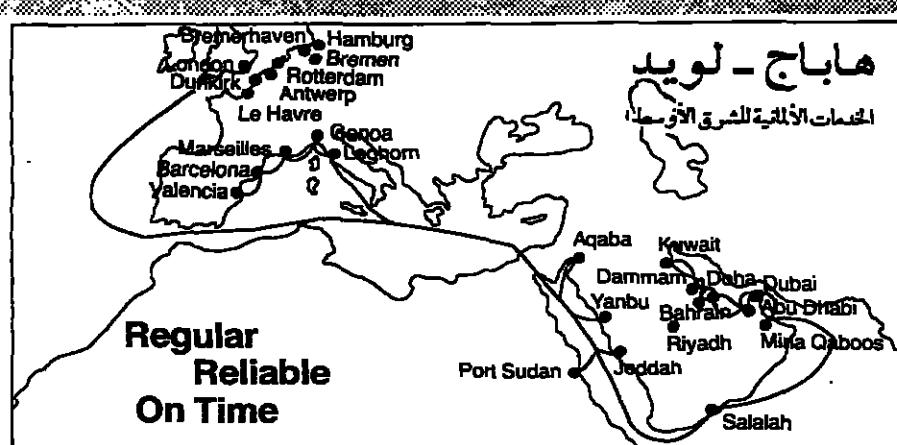 Bremerhaven
Hamburg
London
Bremen
Dunkirk
Rotterdam
Antwerp
Le Havre
Genoa
Marseilles
Leghorn
Barcelona
Valencia
هاباج - لويد
الخدمات الألمانية للشرق الأوسط
Aqaba
Kuwait
Dammam
Doha
Dubai
Yanbu
Bahrain
Abu Dhabi
Riyadh
Mina Qaboos
Port Sudan
Jeddah
Salalah
Regular
Reliable
On Time